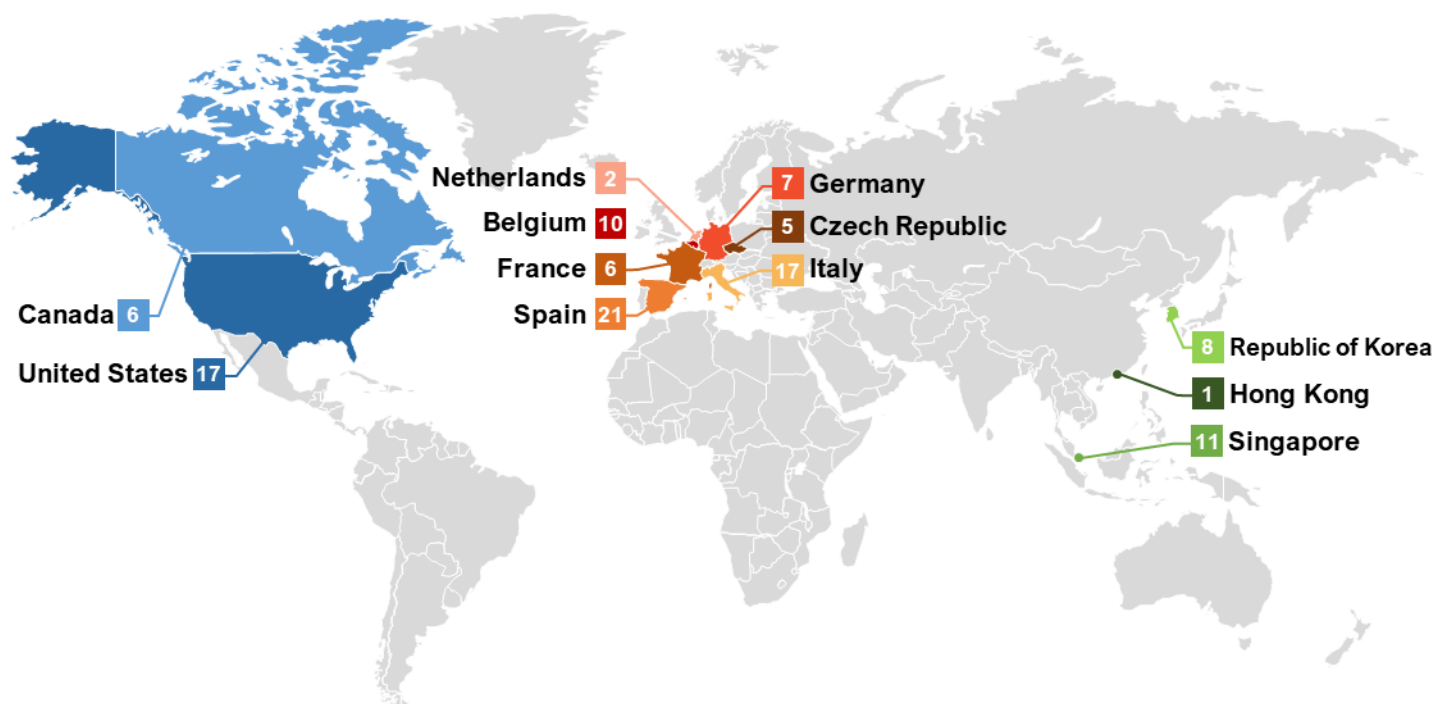 Netherlands 2
7 Germany
Belgium 10
5 Czech Republic
France 6
17 Italy
Spain 21
Canada 6
United States 17
8 Republic of Korea
1 Hong Kong
11 Singapore